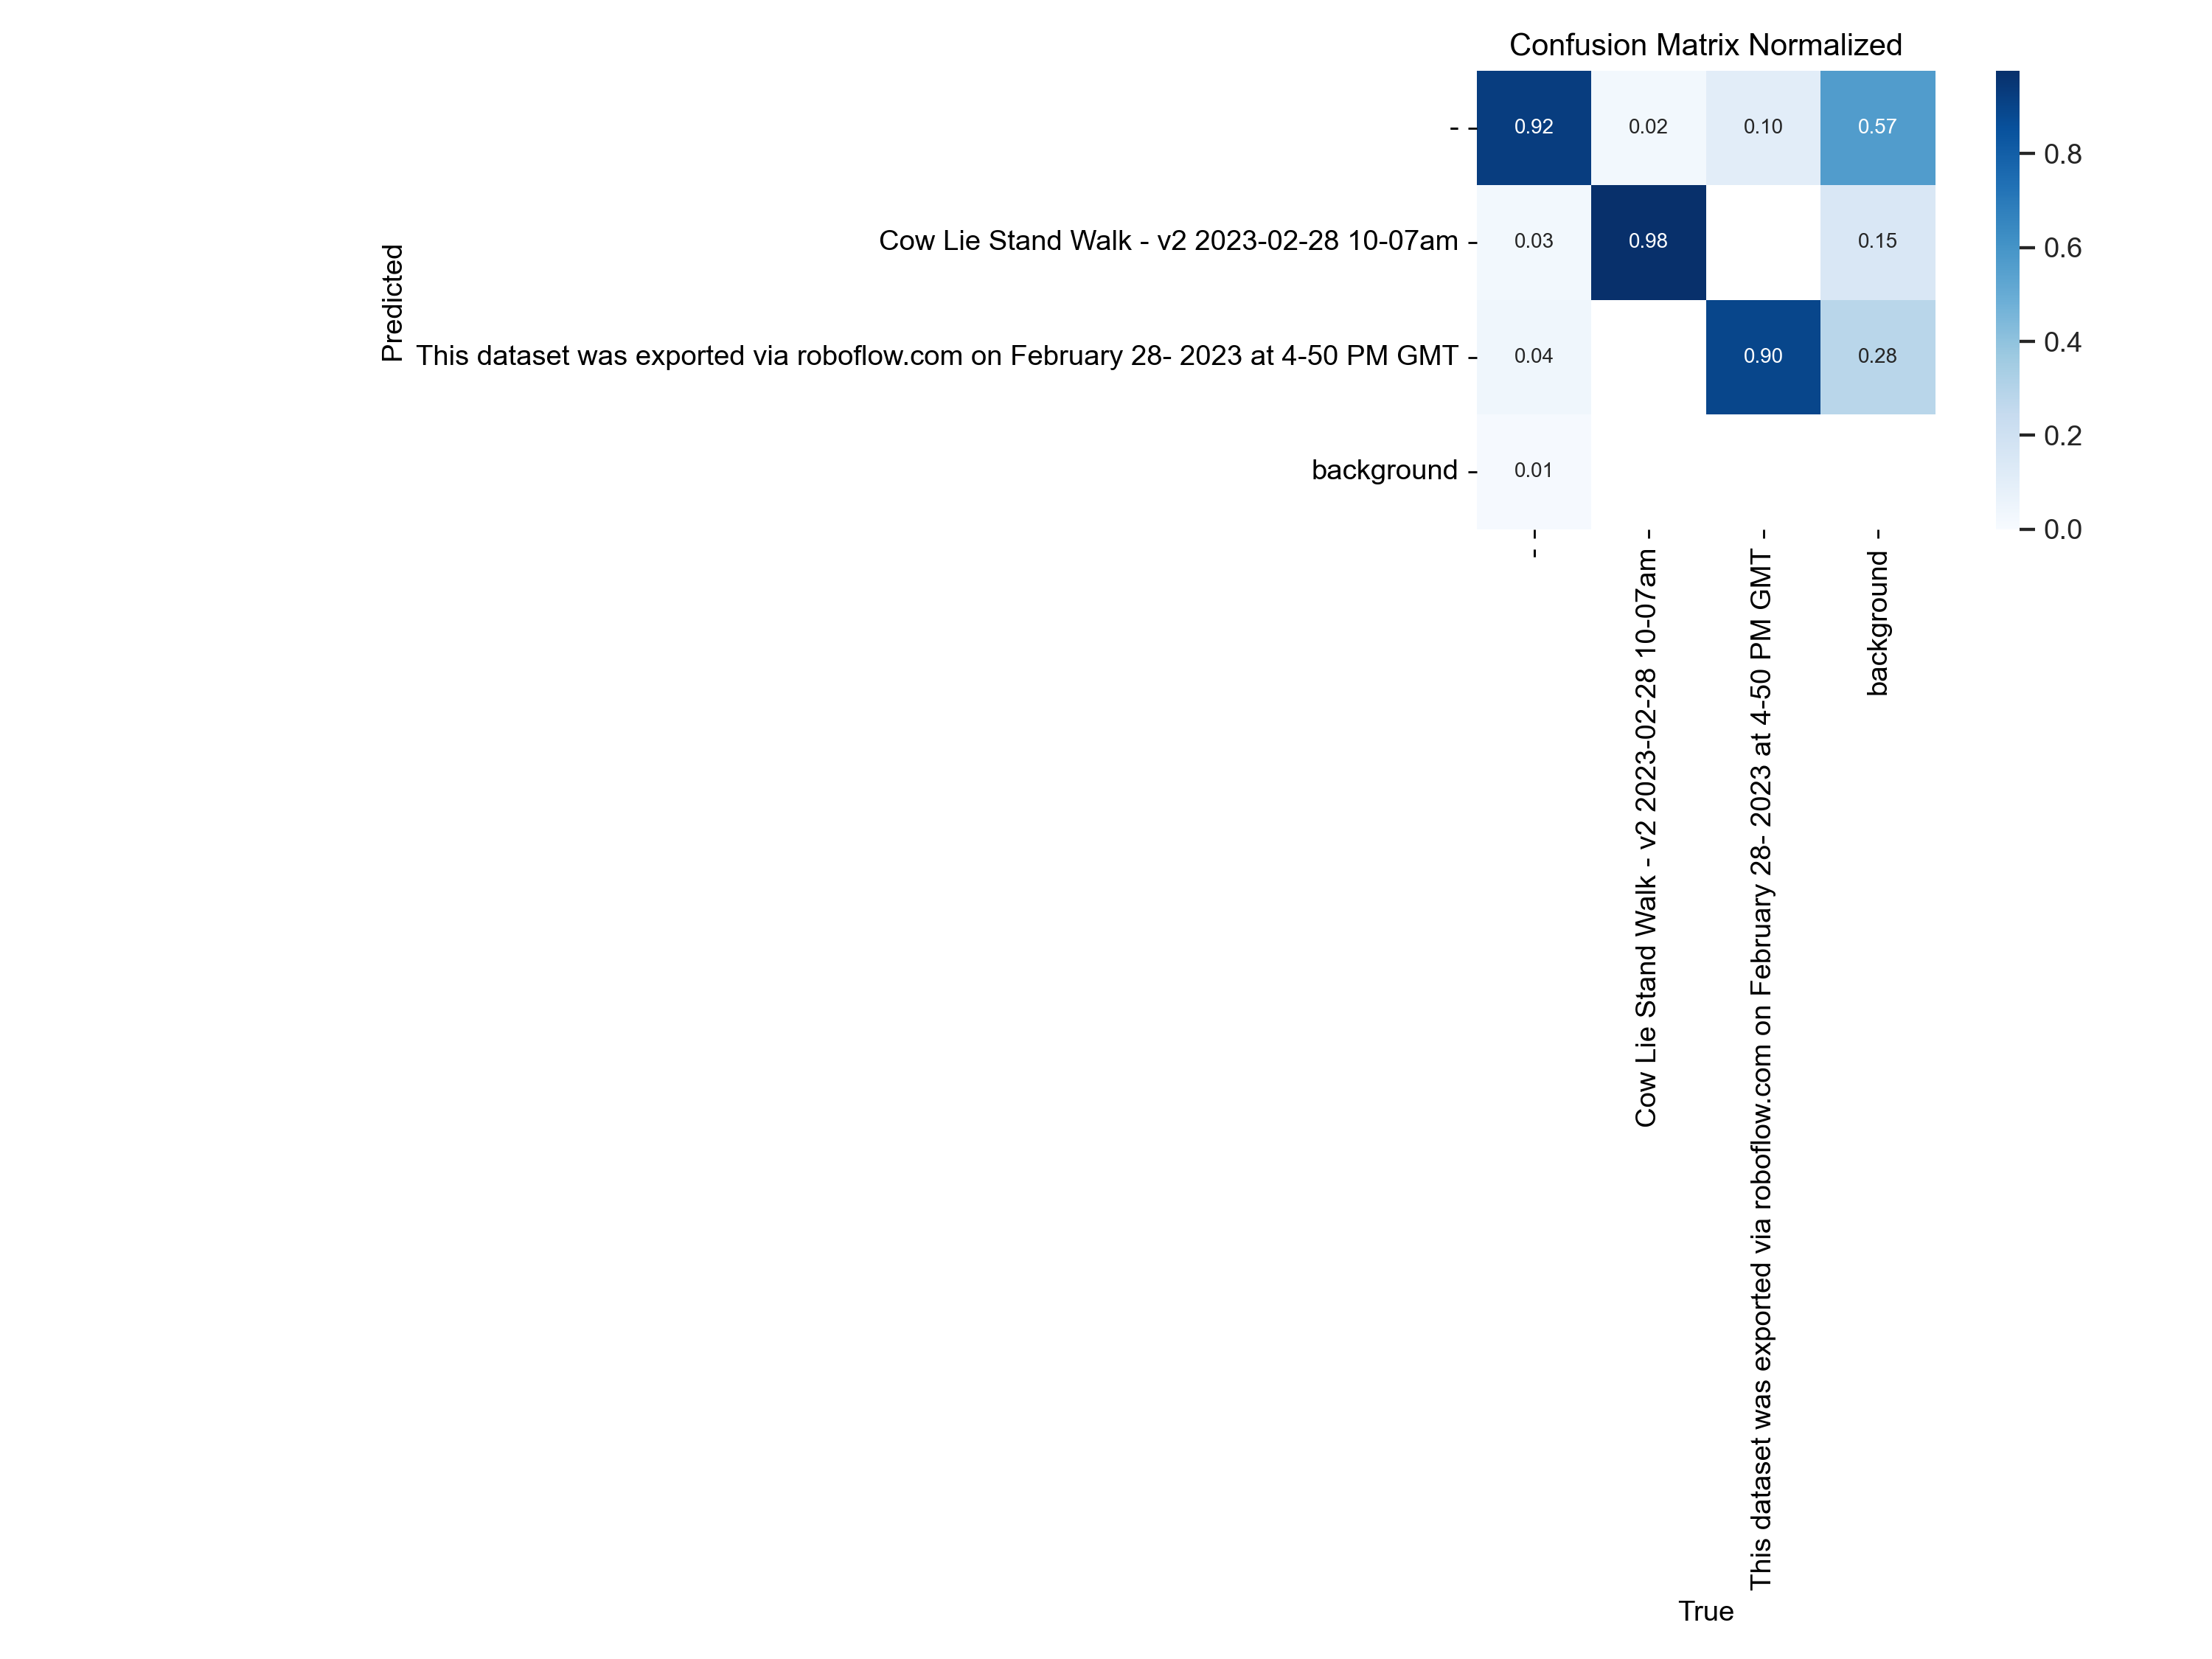 Confusion Matrix Normalized
- 0.92 0.02 0.10 0.57
Cow Lie Stand Walk - v2 2023-02-28 10-07am 0.03 0.98 0.15
This dataset was exported via roboflow.com on February 28- 2023 at 4-50 PM GMT 0.04 0.90 0.28
background 0.01
Predicted
0.8
0.6
0.4
0.2
0.0
-
Cow Lie Stand Walk - v2 2023-02-28 10-07am
This dataset was exported via roboflow.com on February 28- 2023 at 4-50 PM GMT
background
True